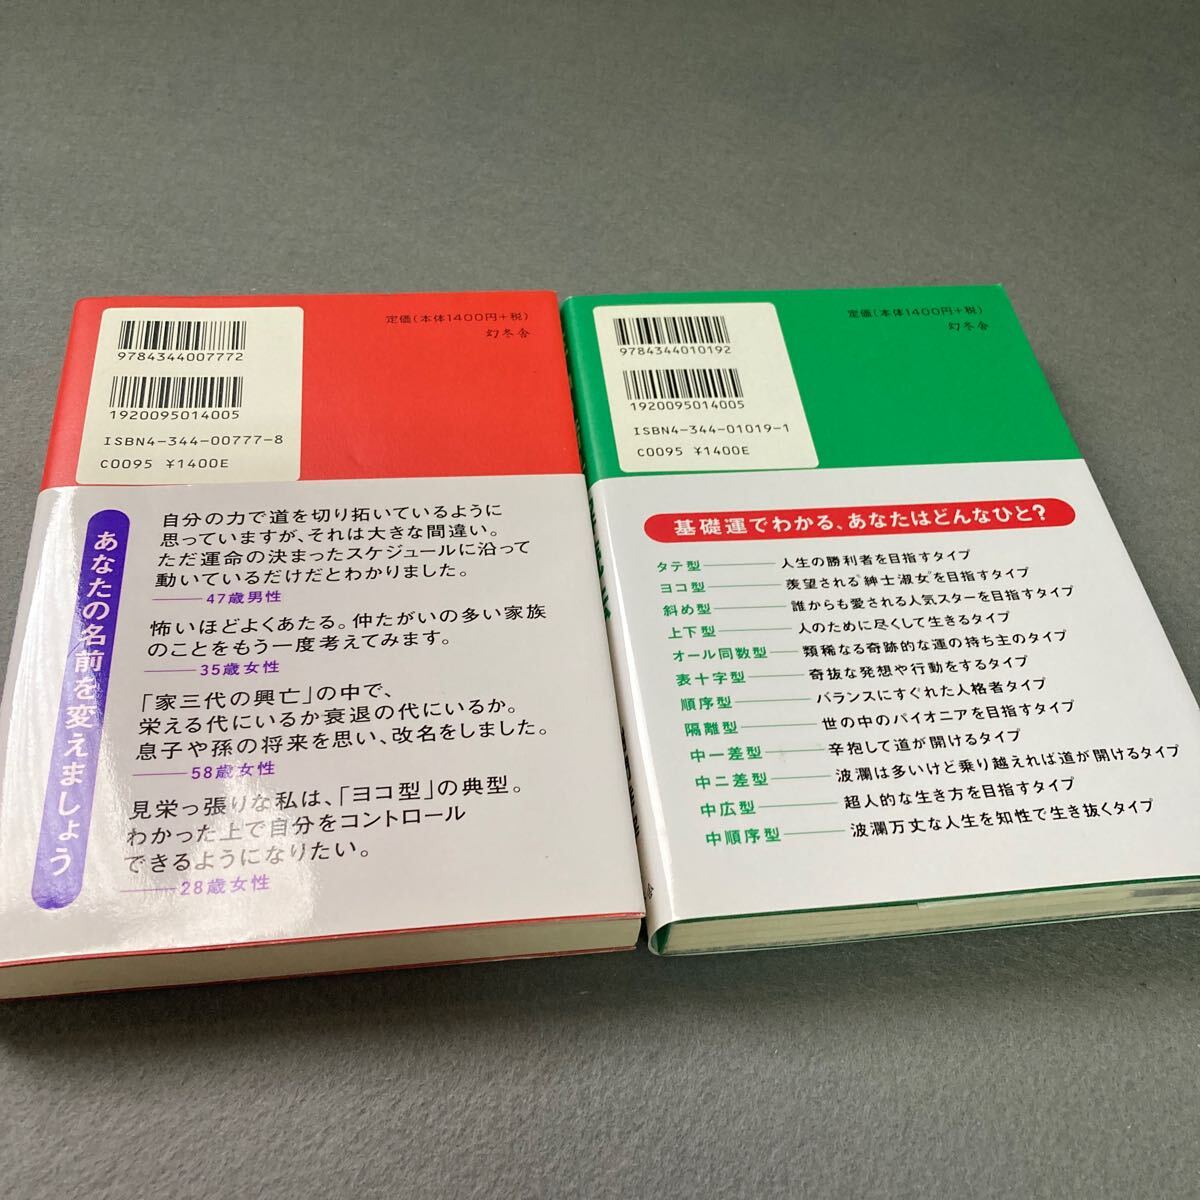 9784344007772
1920095014005
ISBN4-344-00777-8
C0095 ¥1400E
定価(本体1400円+税)
幻冬舎
あなたの名前を変えましょう
自分の力で道を切り拓いているように
思っていますが、それは大きな間違い。
ただ運命の決まったスケジュールに沿って
動いているだけだとわかりました。
47歳男性
怖いほどよくあたる。仲たがいの多い家族
のことをもう一度考えてみます。
35歳女性
「家三代の興亡」の中で、
栄える代にいるか衰退の代にいるか。
息子や孫の将来を思い、改名をしました。
58歳女性
見栄っ張りな私は、「ヨコ型」の典型。
わかった上で自分をコントロール
できるようになりたい。
28歳女性
9784344010192
1920095014005
ISBN4-344-01019-1
C0095 ¥1400E
定価(本体1400円+税)
幻冬舎
基礎運でわかる、あなたはどんなひと?
タテ型――人生の勝利者を目指すタイプ
ヨコ型――羨望される"紳士淑女"を目指すタイプ
斜め型――誰からも愛される人気スターを目指すタイプ
上下型――人のために尽くして生きるタイプ
オール同数型――類稀なる奇跡的な運の持ち主のタイプ
表十字型――奇抜な発想や行動をするタイプ
順序型――バランスにすぐれた人格者タイプ
隔離型――世の中のパイオニアを目指すタイプ
中一差型――辛抱して道が開けるタイプ
中二差型――波瀾は多いけど乗り越えれば道が開けるタイプ
中広型――超人的な生き方を目指すタイプ
中順序型――波瀾万丈な人生を知性で生き抜くタイプ